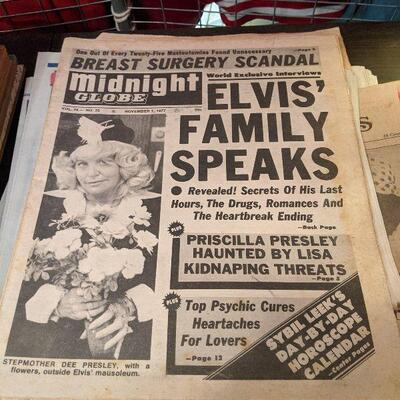 One Out Of Every Twenty-Five Mastectomies Found Unnecessary —Page 5
BREAST SURGERY SCANDAL
Midnight
GLOBE
World Exclusive Interviews
NOVEMBER 1, 1977
ELVIS'
FAMILY
SPEAKS
• Revealed! Secrets Of His Last
Hours, The Drugs, Romances And
The Heartbreak Ending
—Back Page
PLUS
PRISCILLA PRESLEY
HAUNTED BY LISA
KIDNAPING THREATS
—Page 3
PLUS
Top Psychic Cures
Heartaches
For Lovers
—Page 13
SYBIL LEEK'S
DAY-BY-DAY
HOROSCOPE
CALENDAR
—Center Pages
STEPMOTHER DEE PRESLEY, with a
flowers, outside Elvis' mausoleum.